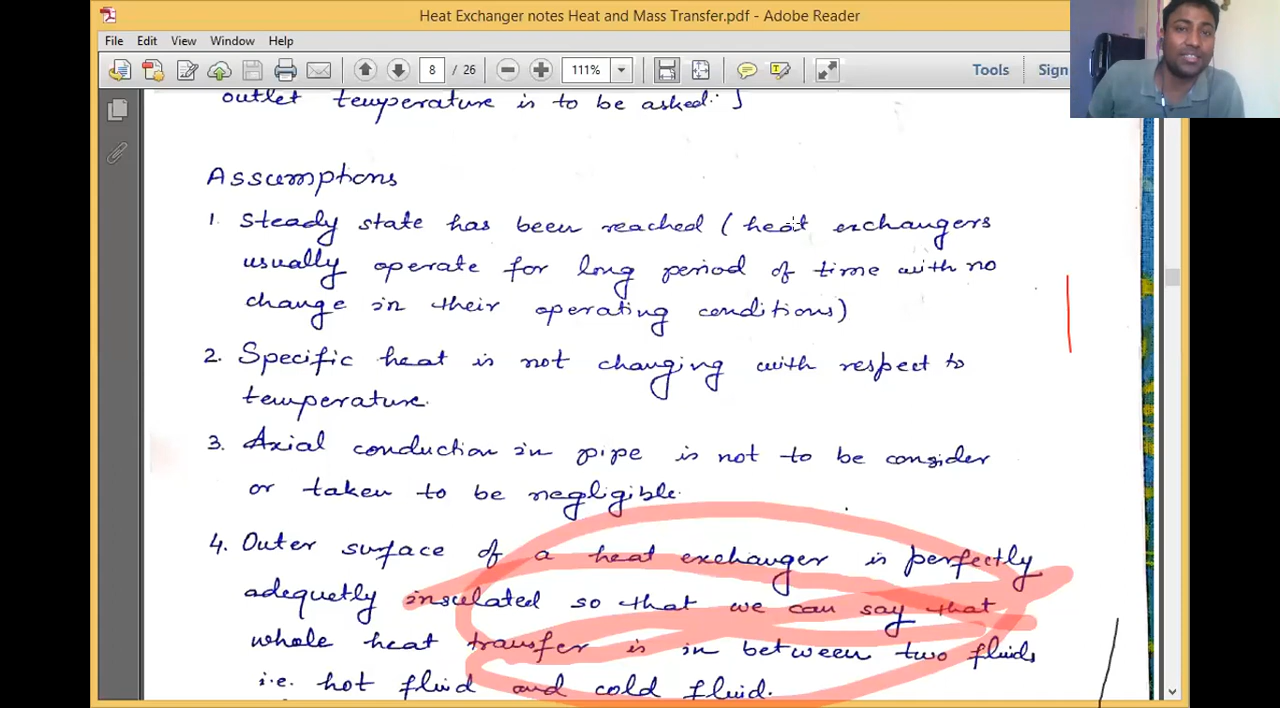 Heat Exchanger notes Heat and Mass Transfer.pdf - Adobe Reader
File Edit View Window Help
8 / 26 111% Tools Sign
outlet temperature is to be asked. ]
Assumptions
1. Steady state has been reached (heat exchangers
usually operate for long period of time with no
change in their operating conditions)
2. Specific heat is not changing with respect to
temperature.
3. Axial conduction in pipe is not to be consider
or taken to be negligible.
4. Outer surface of a heat exchanger is perfectly
adequetly insulated so that we can say that
whole heat transfer is in between two fluids
i.e. hot fluid and cold fluid.